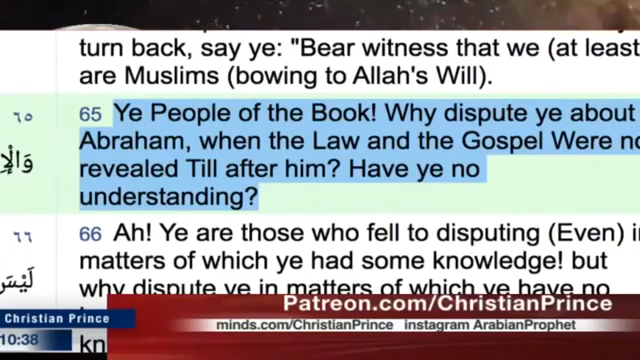 turn back, say ye: "Bear witness that we (at least
are Muslims (bowing to Allah's Will).
٦٥
65 Ye People of the Book! Why dispute ye about
Abraham, when the Law and the Gospel Were no
revealed Till after him? Have ye no
understanding?
وَالْإِ
٦٦
66 Ah! Ye are those who fell to disputing (Even) i
matters of which ye had some knowledge! but
why dispute ye in matters of which ye have no
لَيْسَ
kn
Patreon.com/ChristianPrince
Christian Prince
minds.com/ChristianPrince instagram ArabianProphet
10:38